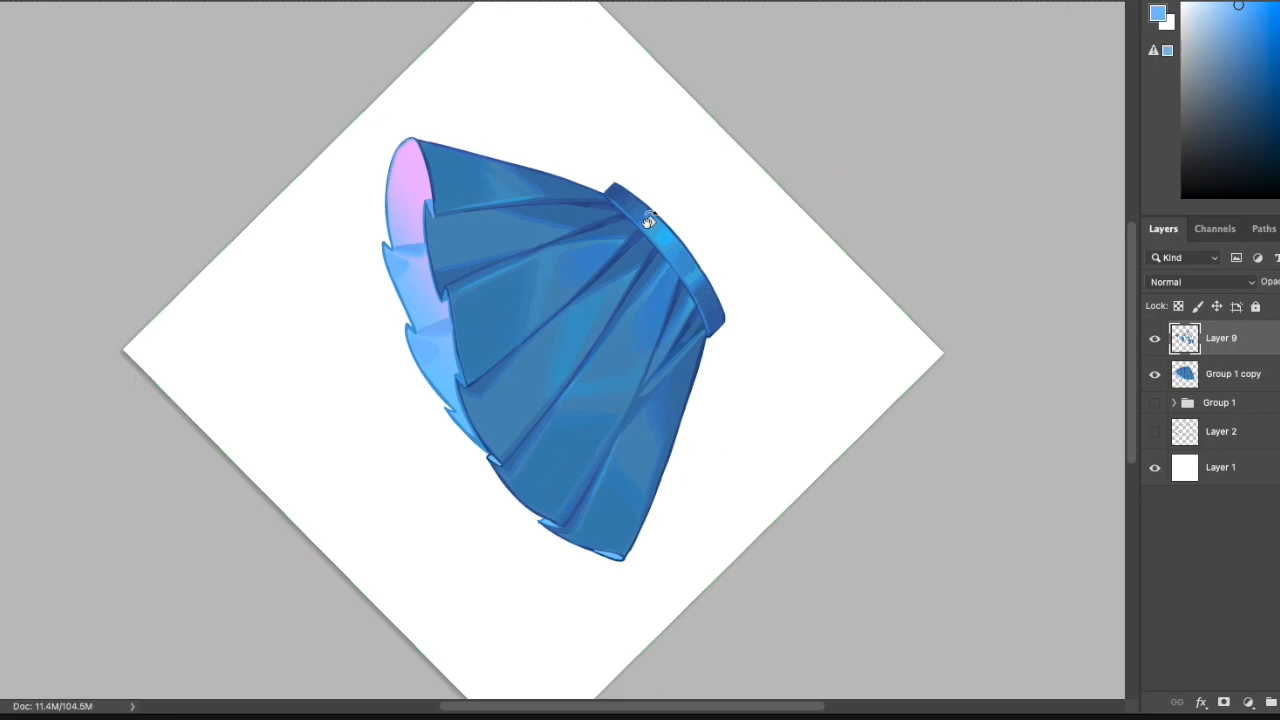 Layers Channels Paths
Kind
Normal Opac
Lock:
Layer 9
Group 1 copy
Group 1
Layer 2
Layer 1
fx
Doc: 11.4M/104.5M